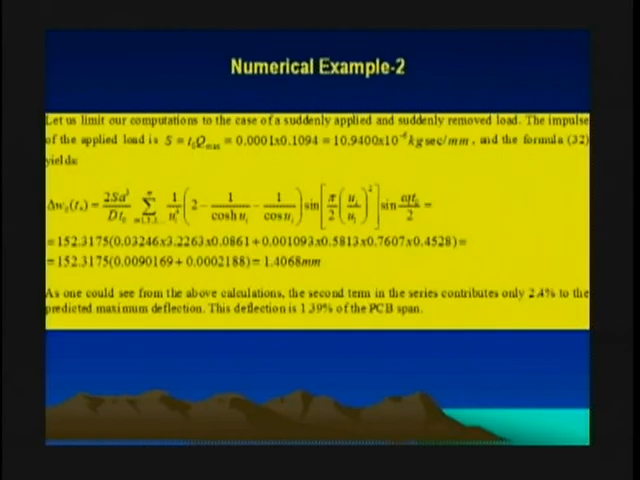 Numerical Example-2
Let us limit our computations to the case of a suddenly applied and suddenly removed load. The impulse
of the applied load is S = t₀Q_max = 0.0001x0.1094 = 10.9400x10⁻⁶ kg sec/mm, and the formula (32)
yields:
= 152.3175(0.03246x3.2263x0.0861 + 0.001093x0.5813x0.7607x0.4528) =
= 152.3175(0.0090169 + 0.0002188) = 1.4068mm
As one could see from the above calculations, the second term in the series contributes only 2.4% to the
predicted maximum deflection. This deflection is 1.39% of the PCB span.